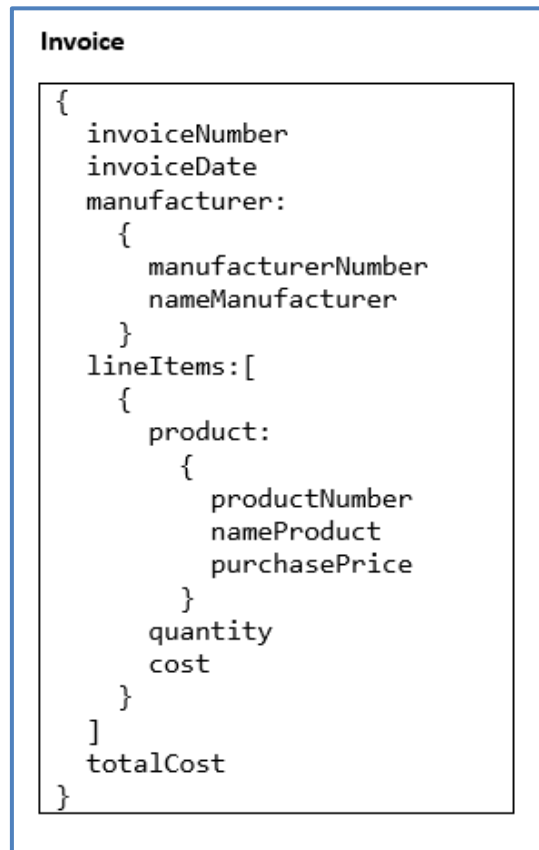 Invoice
{
invoiceNumber
invoiceDate
manufacturer:
{
manufacturerNumber
nameManufacturer
}
lineItems:[
{
product:
{
productNumber
nameProduct
purchasePrice
}
quantity
cost
}
]
totalCost
}